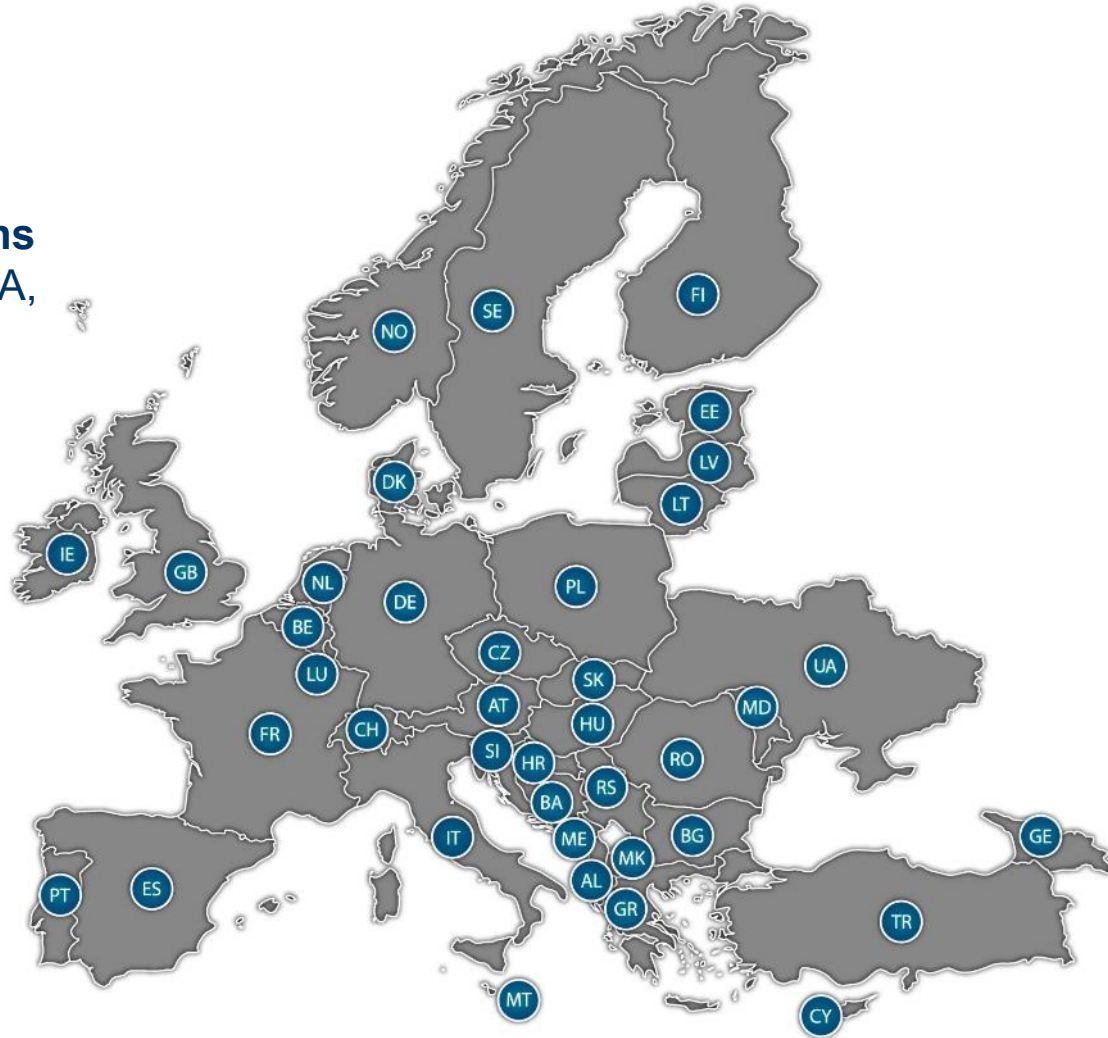 ns
A,
FI
SE
NO
EE
LV
DK
LT
IE
GB
NL
PL
DE
BE
CZ
UA
LU
SK
AT
MD
HU
CH
FR
SI
RO
HR
RS
BA
BG
GE
IT
ME
MK
AL
ES
PT
GR
TR
MT
CY